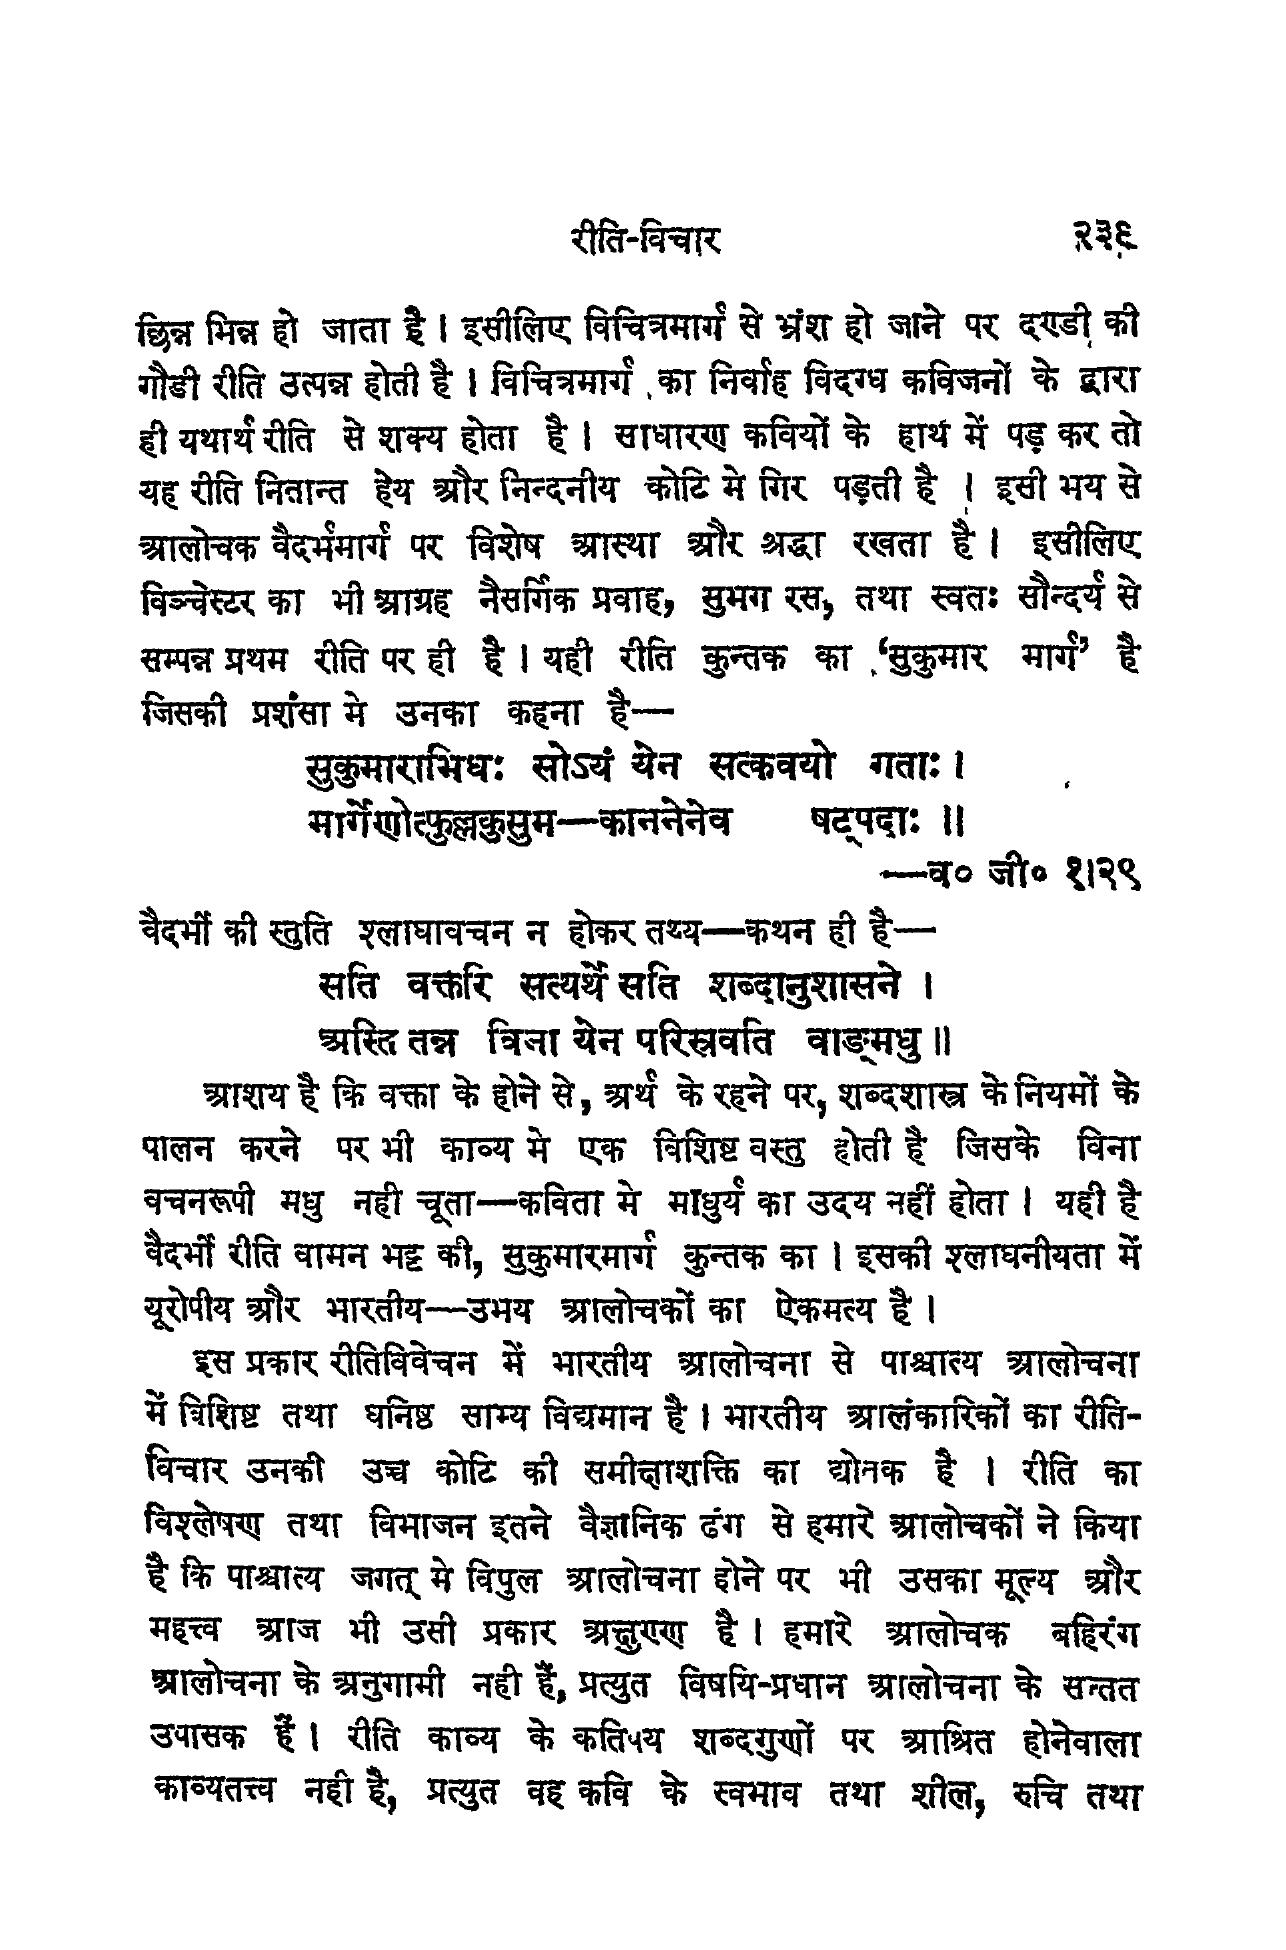 रीति-विचार २३९
छिन्न भिन्न हो जाता है । इसीलिए विचित्रमार्ग से भ्रंश हो जाने पर दण्डी की
गौडी रीति उत्पन्न होती है । विचित्रमार्ग का निर्वाह विदग्ध कविजनों के द्वारा
ही यथार्थ रीति से शक्य होता है । साधारण कवियों के हाथ में पड़ कर तो
यह रीति नितान्त हेय और निन्दनीय कोटि मे गिर पड़ती है । इसी भय से
आलोचक वैदर्भमार्ग पर विशेष आस्था और श्रद्धा रखता है । इसीलिए
विञ्चेस्टर का भी आग्रह नैसर्गिक प्रवाह, सुभग रस, तथा स्वतः सौन्दर्य से
सम्पन्न प्रथम रीति पर ही है । यही रीति कुन्तक का ‘सुकुमार मार्ग’ है
जिसकी प्रशंसा मे उनका कहना है—
सुकुमाराभिधः सोऽयं येन सत्कवयो गताः ।
मार्गेणोत्फुल्लकुसुम—काननेनेव षट्पदाः ॥
—व० जी० १।२९
वैदर्भी की स्तुति श्लाघावचन न होकर तथ्य—कथन ही है—
सति वक्तरि सत्यर्थे सति शब्दानुशासने ।
अस्ति तन्न विना येन परिस्रवति वाङ्मधु ॥
आशय है कि वक्ता के होने से, अर्थ के रहने पर, शब्दशास्त्र के नियमों के
पालन करने पर भी काव्य मे एक विशिष्ट वस्तु होती है जिसके विना
वचनरूपी मधु नही चूता—कविता मे माधुर्य का उदय नहीं होता । यही है
वैदर्भी रीति वामन भट्ट की, सुकुमारमार्ग कुन्तक का । इसकी श्लाघनीयता में
यूरोपीय और भारतीय—उभय आलोचकों का ऐकमत्य है ।
इस प्रकार रीतिविवेचन में भारतीय आलोचना से पाश्चात्य आलोचना
में विशिष्ट तथा घनिष्ठ साम्य विद्यमान है । भारतीय आलंकारिकों का रीति-
विचार उनकी उच्च कोटि की समीक्षाशक्ति का द्योतक है । रीति का
विश्लेषण तथा विभाजन इतने वैज्ञानिक ढंग से हमारे आलोचकों ने किया
है कि पाश्चात्य जगत् मे विपुल आलोचना होने पर भी उसका मूल्य और
महत्त्व आज भी उसी प्रकार अक्षुण्ण है । हमारे आलोचक बहिरंग
आलोचना के अनुगामी नही हैं, प्रत्युत विषयि-प्रधान आलोचना के सन्तत
उपासक हैं । रीति काव्य के कतिपय शब्दगुणों पर आश्रित होनेवाला
काव्यतत्त्व नही है, प्रत्युत वह कवि के स्वभाव तथा शील, रुचि तथा